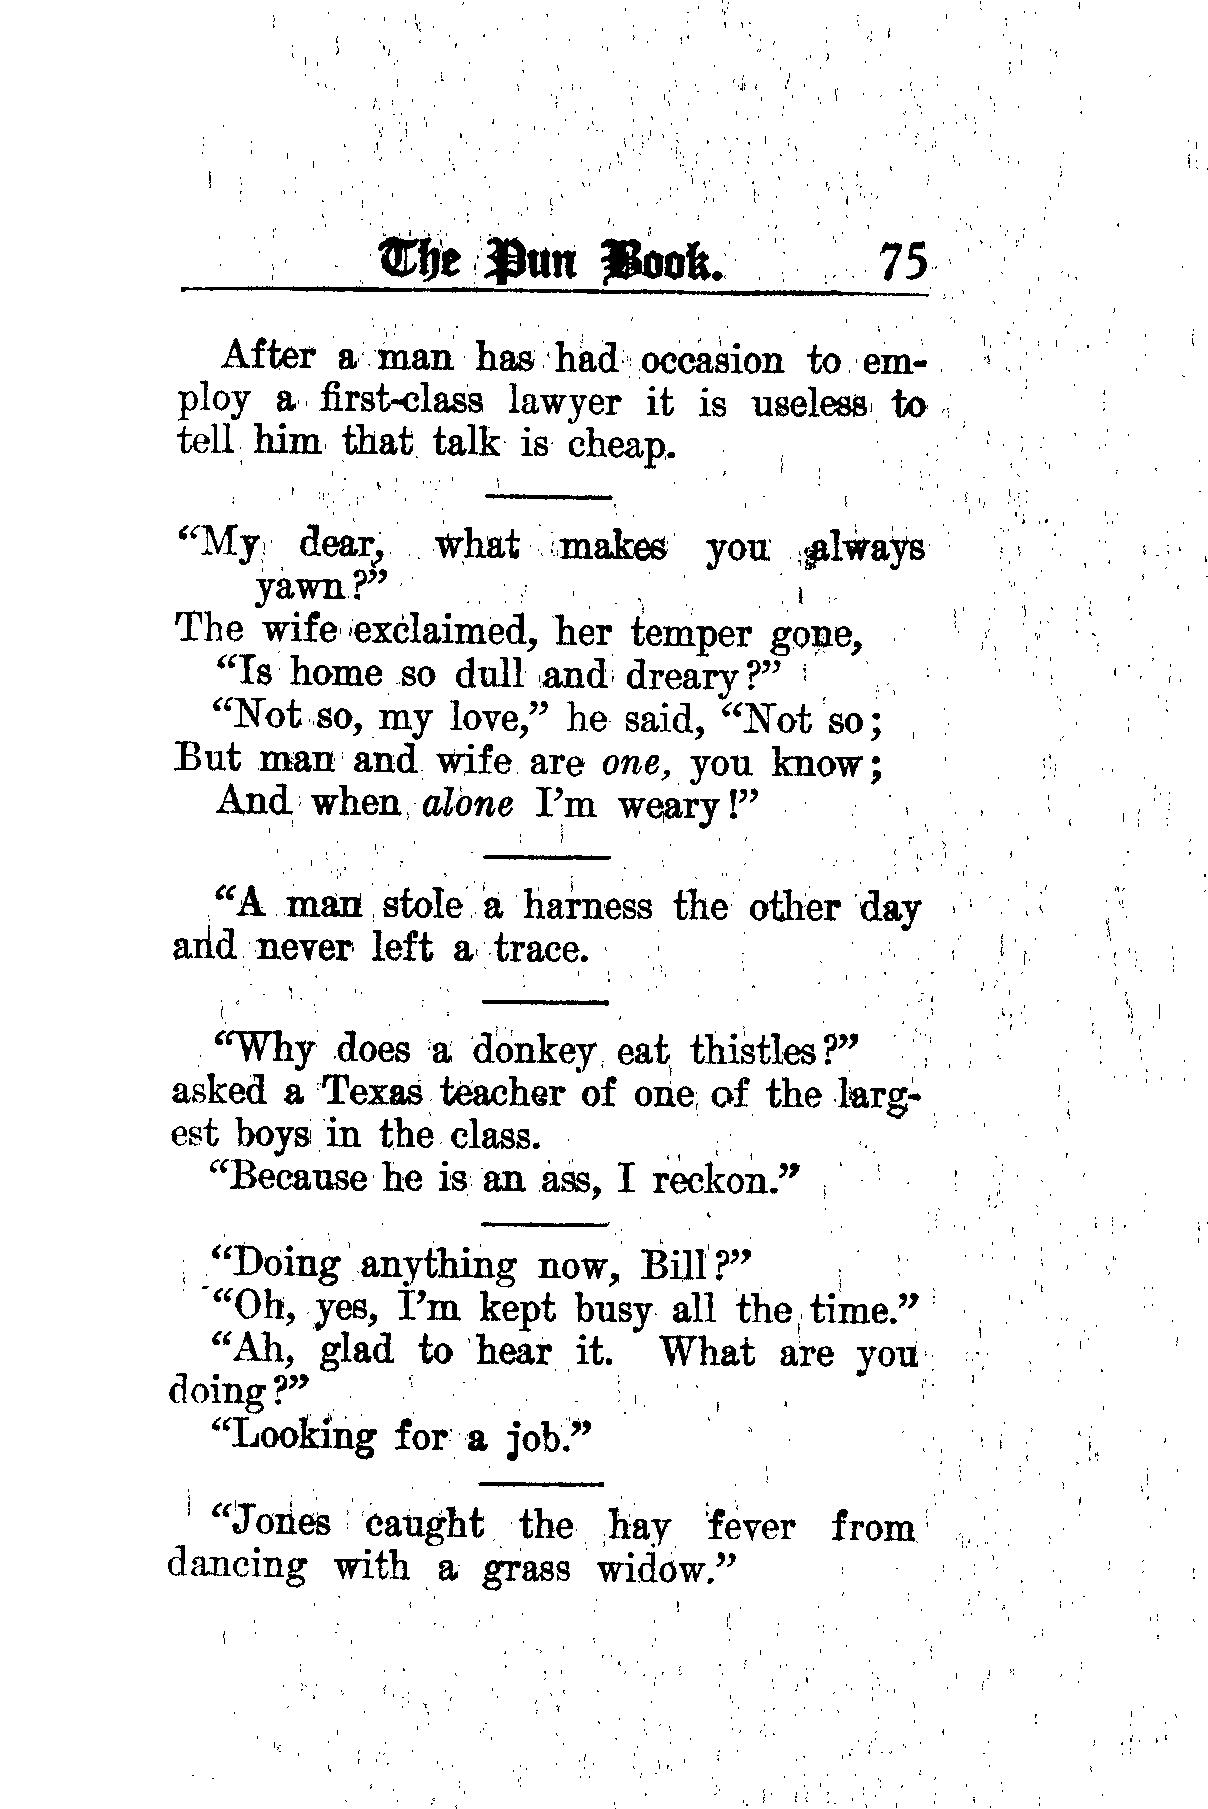 The Pun Book. 75
After a man has had occasion to em-
ploy a first-class lawyer it is useless to
tell him that talk is cheap.
“My dear, what makes you always
yawn?”
The wife exclaimed, her temper gone,
“Is home so dull and dreary?”
“Not so, my love,” he said, “Not so;
But man and wife are one, you know;
And when alone I’m weary!”
“A man stole a harness the other day
and never left a trace.
“Why does a donkey eat thistles?”
asked a Texas teacher of one of the larg-
est boys in the class.
“Because he is an ass, I reckon.”
“Doing anything now, Bill?”
“Oh, yes, I’m kept busy all the time.”
“Ah, glad to hear it. What are you
doing?”
“Looking for a job.”
“Jones caught the hay fever from
dancing with a grass widow.”